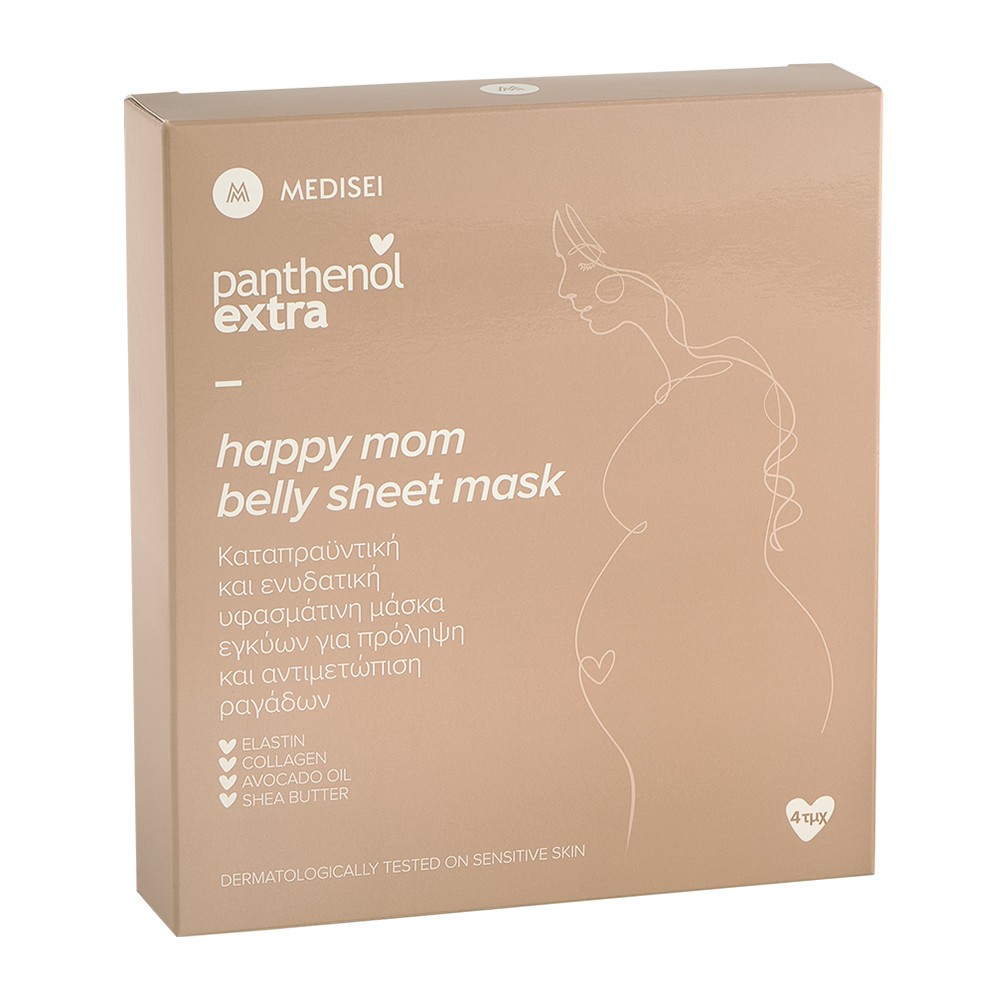 MEDISEI
panthenol
extra
happy mom
belly sheet mask
Καταπραϋντική
και ενυδατική
υφασμάτινη μάσκα
εγκύων για πρόληψη
και αντιμετώπιση
ραγάδων
ELASTIN
COLLAGEN
AVOCADO OIL
SHEA BUTTER
4τμχ
DERMATOLOGICALLY TESTED ON SENSITIVE SKIN